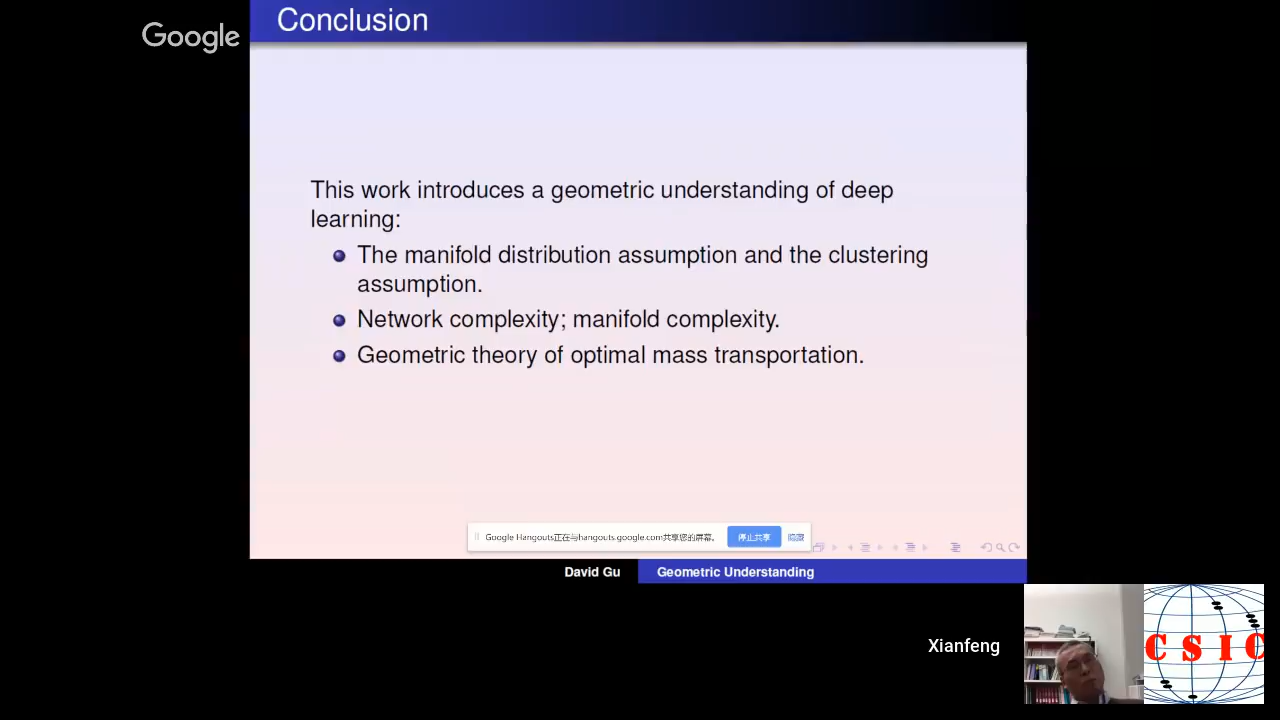 Google
Conclusion
This work introduces a geometric understanding of deep
learning:
The manifold distribution assumption and the clustering
assumption.
Network complexity; manifold complexity.
Geometric theory of optimal mass transportation.
Google Hangouts正在与hangouts.google.com共享您的屏幕。 停止共享 隐藏
David Gu Geometric Understanding
Xianfeng
CSIC